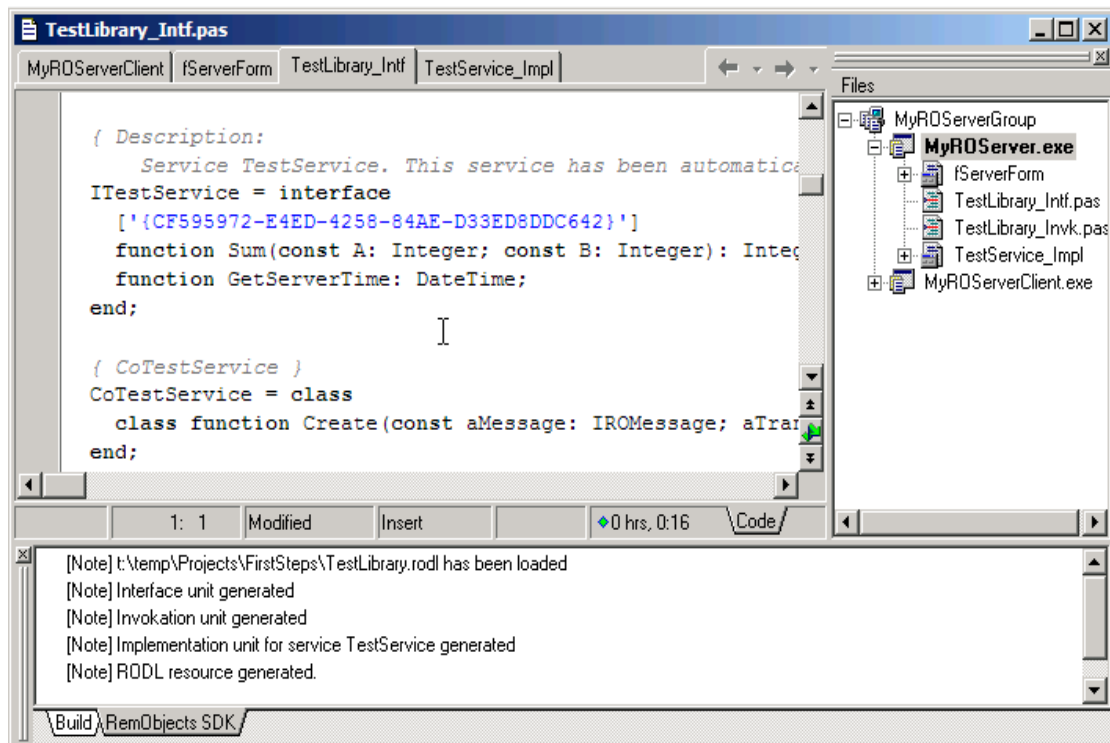 TestLibrary_Intf.pas
MyROServerClient fServerForm TestLibrary_Intf TestService_Impl
{ Description:
Service TestService. This service has been automatica
ITestService = interface
['{CF595972-E4ED-4258-84AE-D33ED8DDC642}']
function Sum(const A: Integer; const B: Integer): Integ
function GetServerTime: DateTime;
end;
{ CoTestService }
CoTestService = class
class function Create(const aMessage: IROMessage; aTran
end;
1: 1 Modified Insert 0 hrs, 0:16 Code
Files
MyROServerGroup
MyROServer.exe
fServerForm
TestLibrary_Intf.pas
TestLibrary_Invk.pas
TestService_Impl
MyROServerClient.exe
[Note] t:\temp\Projects\FirstSteps\TestLibrary.rodl has been loaded
[Note] Interface unit generated
[Note] Invokation unit generated
[Note] Implementation unit for service TestService generated
[Note] RODL resource generated.
Build RemObjects SDK